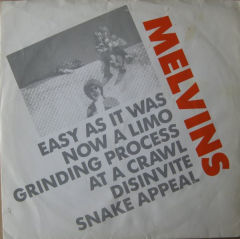 MELVINS
EASY AS IT WAS
NOW A LIMO
GRINDING PROCESS
AT A CRAWL
DISINVITE
SNAKE APPEAL